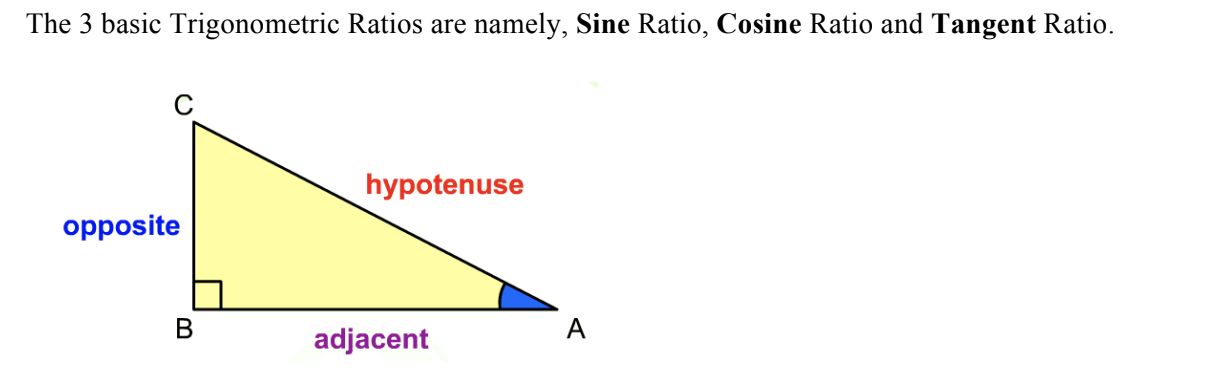 The 3 basic Trigonometric Ratios are namely, Sine Ratio, Cosine Ratio and Tangent Ratio.
C
hypotenuse
opposite
B
adjacent
A